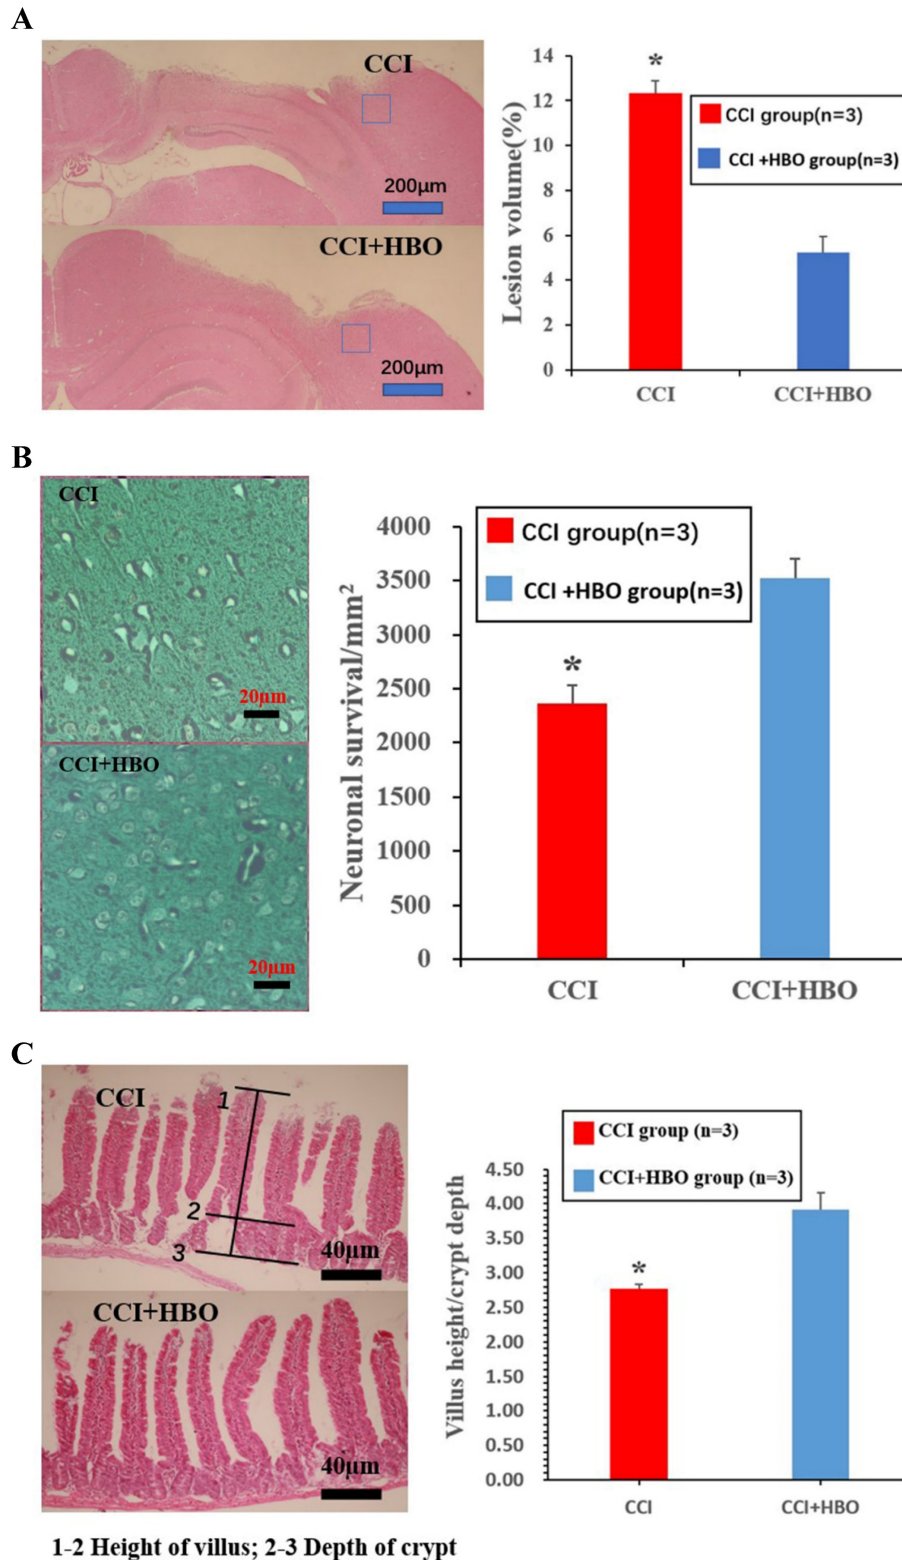 A
CCI
200μm
CCI+HBO
200μm
14
12
10
8
6
4
2
0
Lesion volume(%)
*
CCI group(n=3)
CCI +HBO group(n=3)
CCI
CCI+HBO
B
CCI
20μm
CCI+HBO
20μm
4000
3500
3000
2500
2000
1500
1000
500
0
Neuronal survival/mm²
CCI group(n=3)
CCI +HBO group(n=3)
*
CCI
CCI+HBO
C
CCI
1
2
3
40μm
CCI+HBO
40μm
CCI group (n=3)
CCI+HBO group (n=3)
4.50
4.00
3.50
3.00
2.50
2.00
1.50
1.00
0.50
0.00
Villus height/crypt depth
*
CCI
CCI+HBO
1-2 Height of villus; 2-3 Depth of crypt